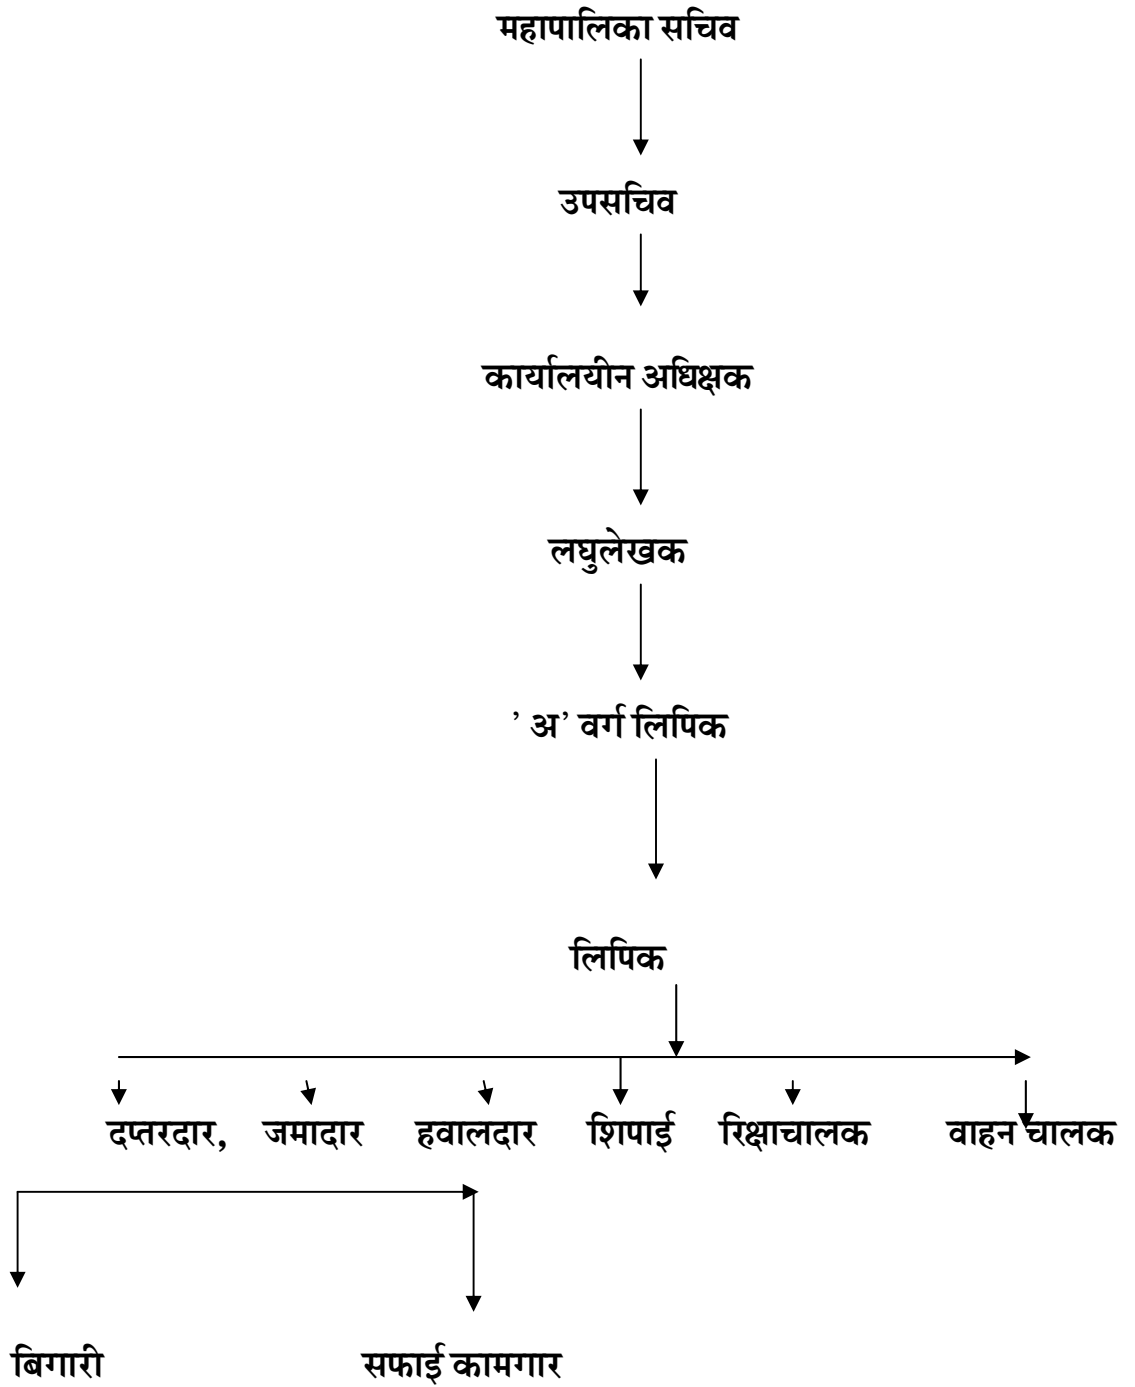 महापालिका सचिव
उपसचिव
कार्यालयीन अधिक्षक
लघुलेखक
’ अ’ वर्ग लिपिक
लिपिक
दप्तरदार, जमादार हवालदार शिपाई रिक्षाचालक वाहन चालक
बिगारी सफाई कामगार